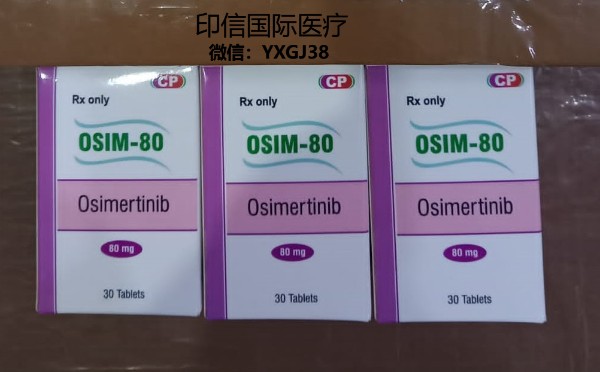 印信国际医疗
微信：YXGJ38
CP
Rx only
OSIM-80
Osimertinib
80 mg
30 Tablets
CP
Rx only
OSIM-80
Osimertinib
80 mg
30 Tablets
CP
Rx only
OSIM-80
Osimertinib
80 mg
30 Tablets